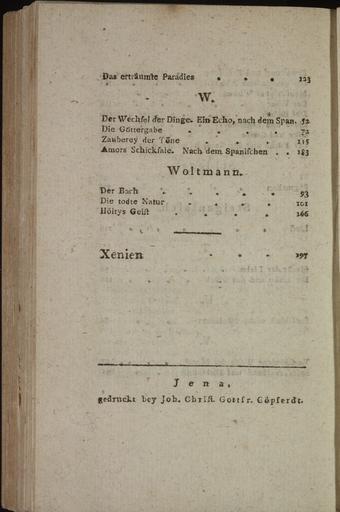 Das erträumte Paradies . . . 123
W.
Der Wechsel der Dinge. Ein Echo, nach dem Span. 52
Die Göttergabe . . . . 72
Zauberey der Töne . . . 115
Amors Schicksale. Nach dem Spanischen . . 183
Woltmann.
Der Bach . . . . . 93
Die todte Natur . . . . 101
Höltys Geist . . . . 166
Xenien . . . 197
Jena,
gedruckt bey Joh. Christ. Gottfr. Göpferdt.